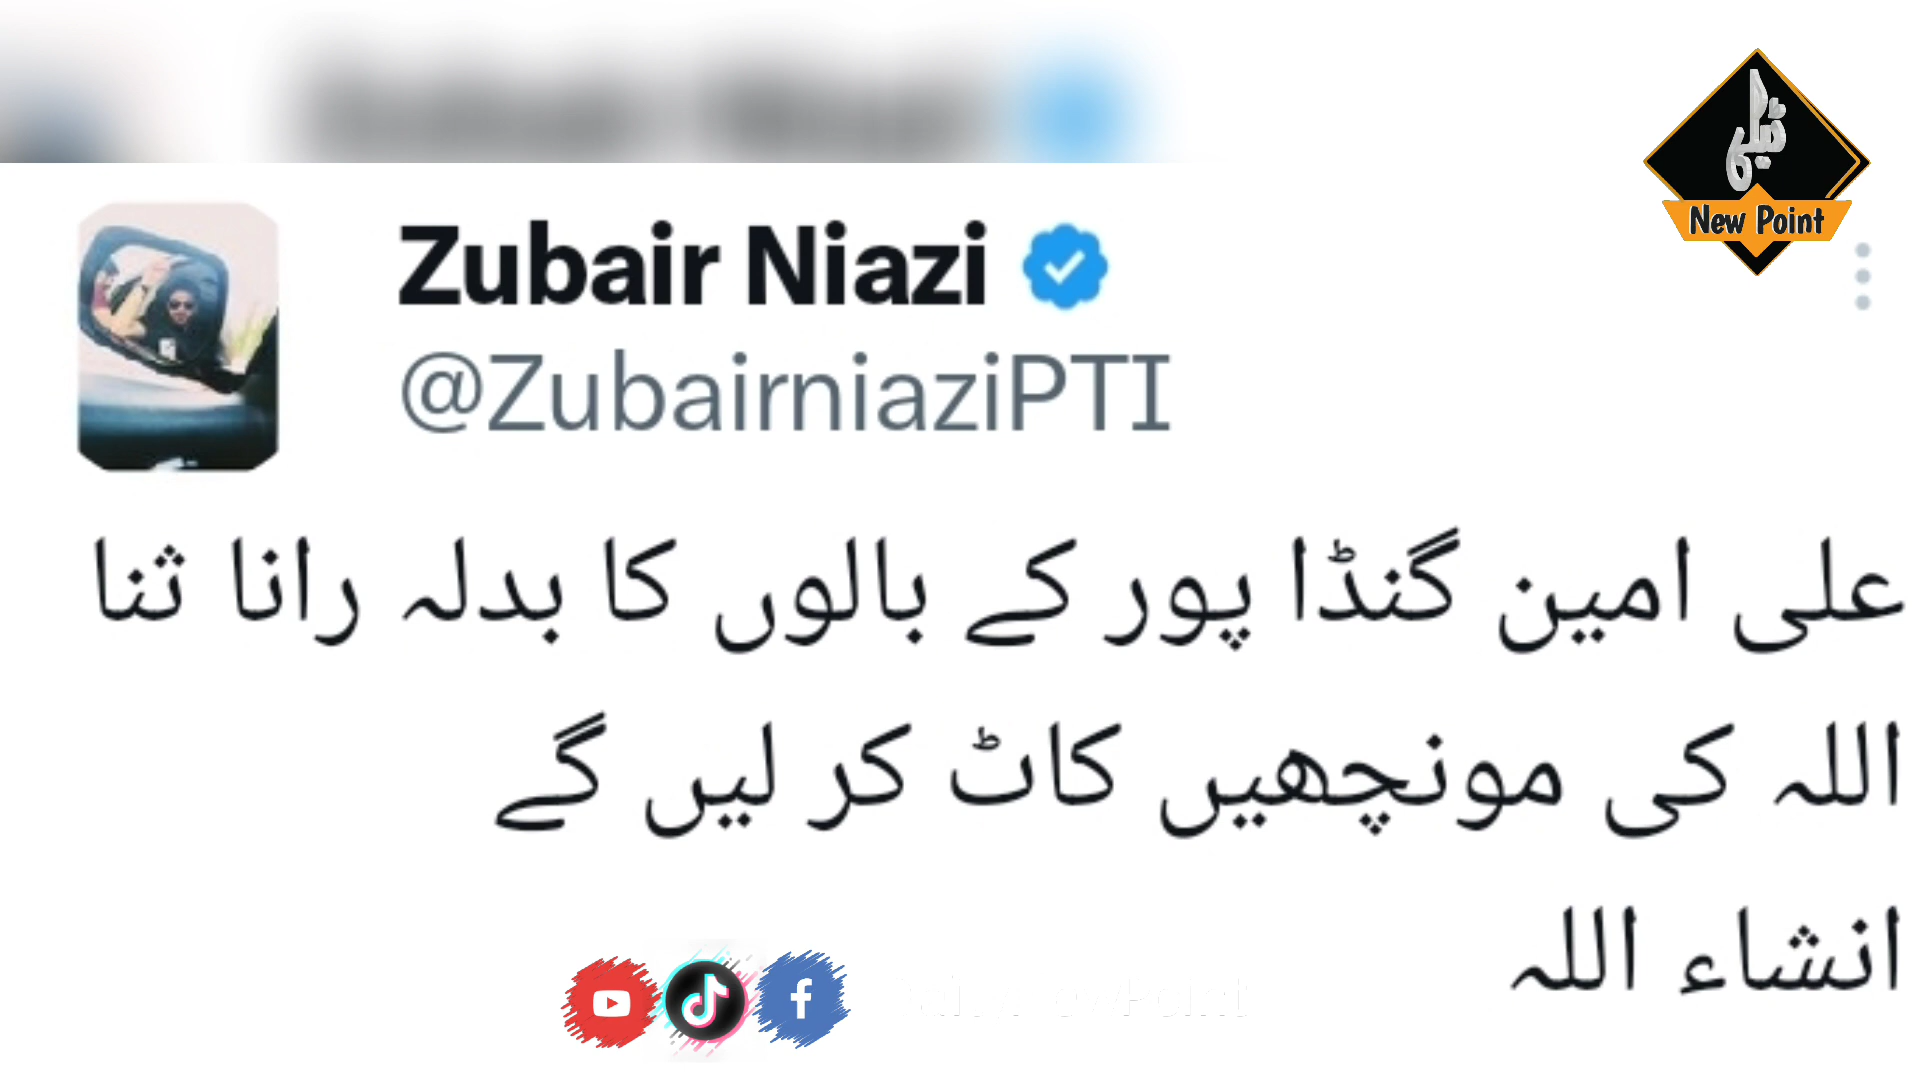 ٹیلی
New Point
Zubair Niazi
@ZubairniaziPTI
علی امین گنڈا پور کے بالوں کا بدلہ رانا ثنا
اللہ کی مونچھیں کاٹ کر لیں گے
انشاء اللہ